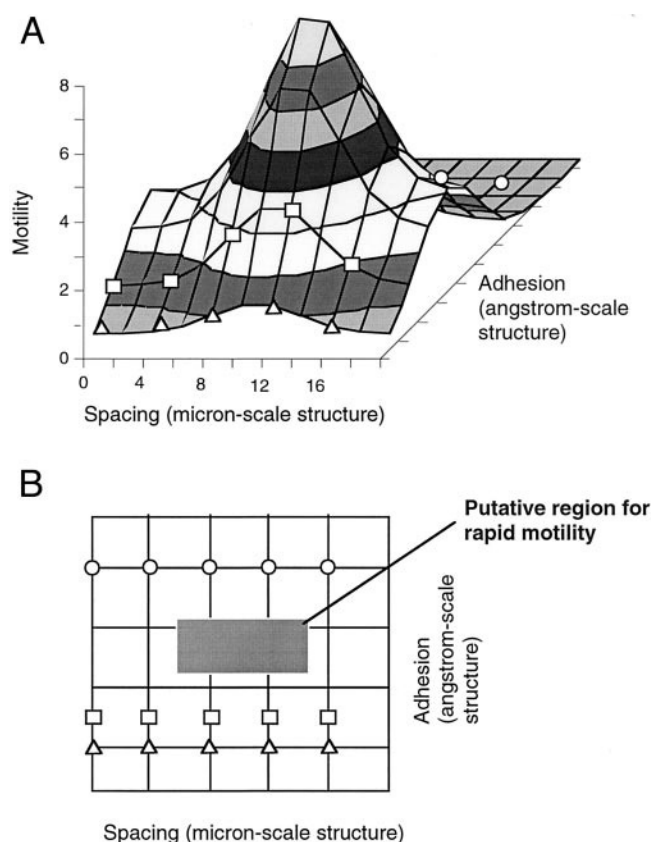 A
8
6
4
2
0
Motility
0
4
8
12
16
Spacing (micron-scale structure)
Adhesion
(angstrom-scale
structure)
B
Putative region for
rapid motility
Adhesion
(angstrom-scale
structure)
Spacing (micron-scale structure)